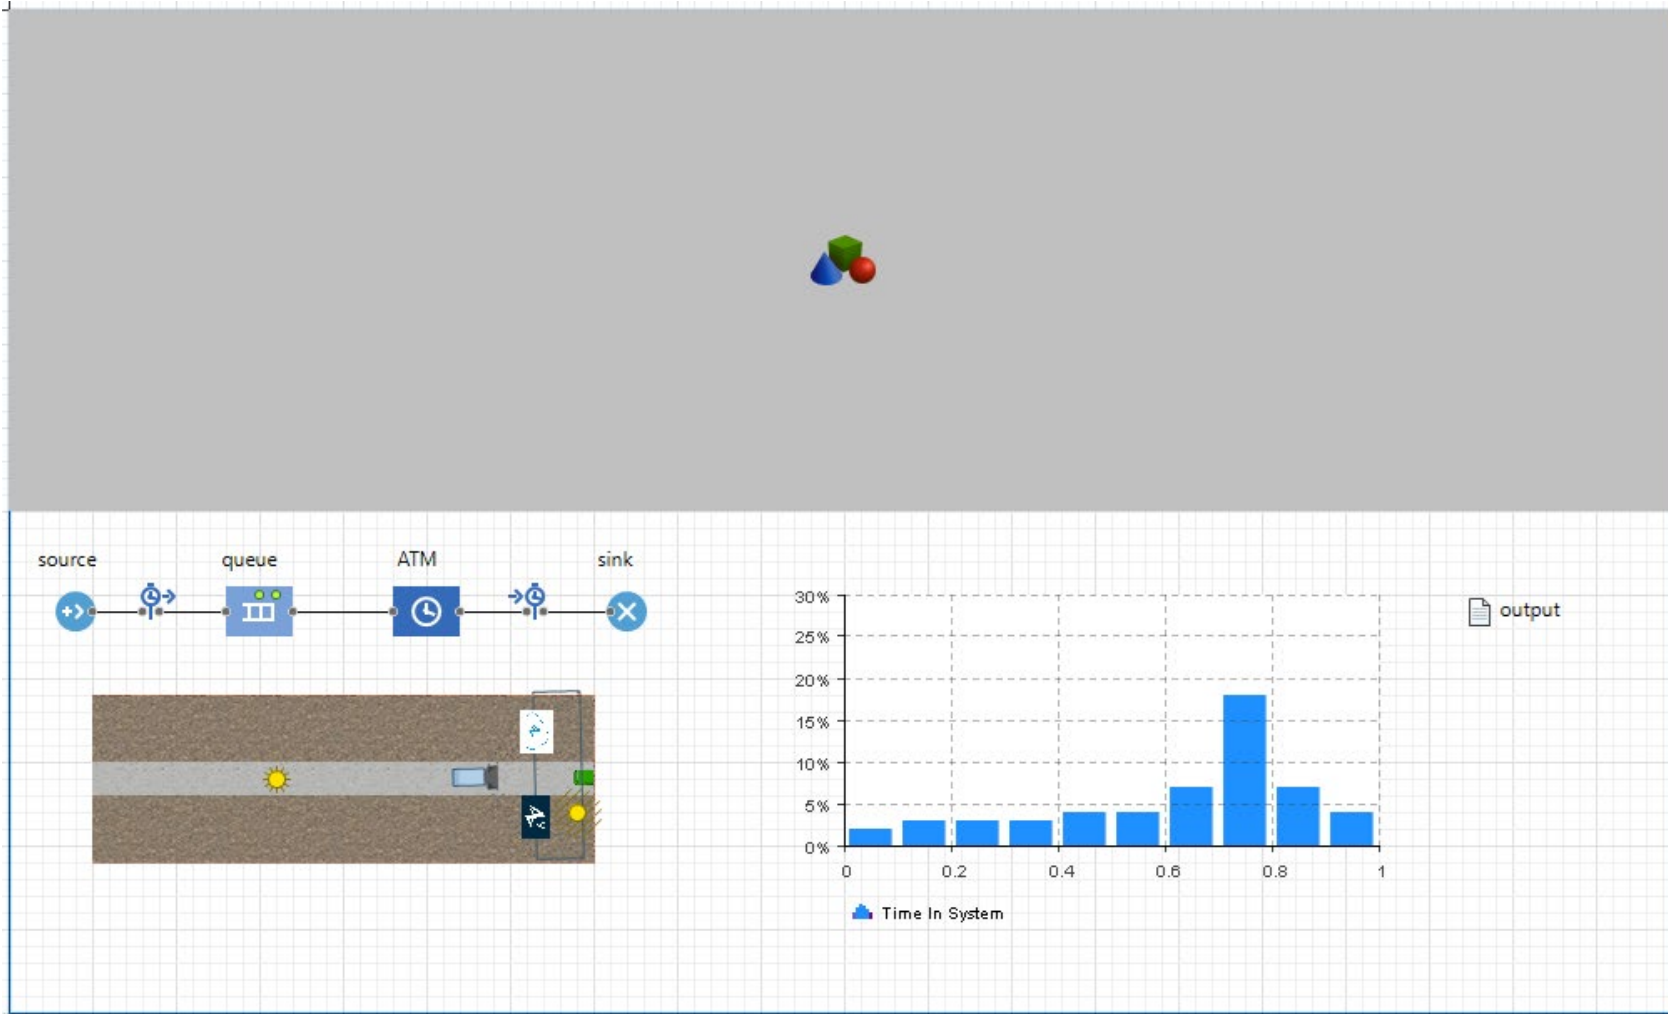 source
queue
ATM
sink
30%
25%
20%
15%
10%
5%
0%
0 0.2 0.4 0.6 0.8 1
Time In System
output